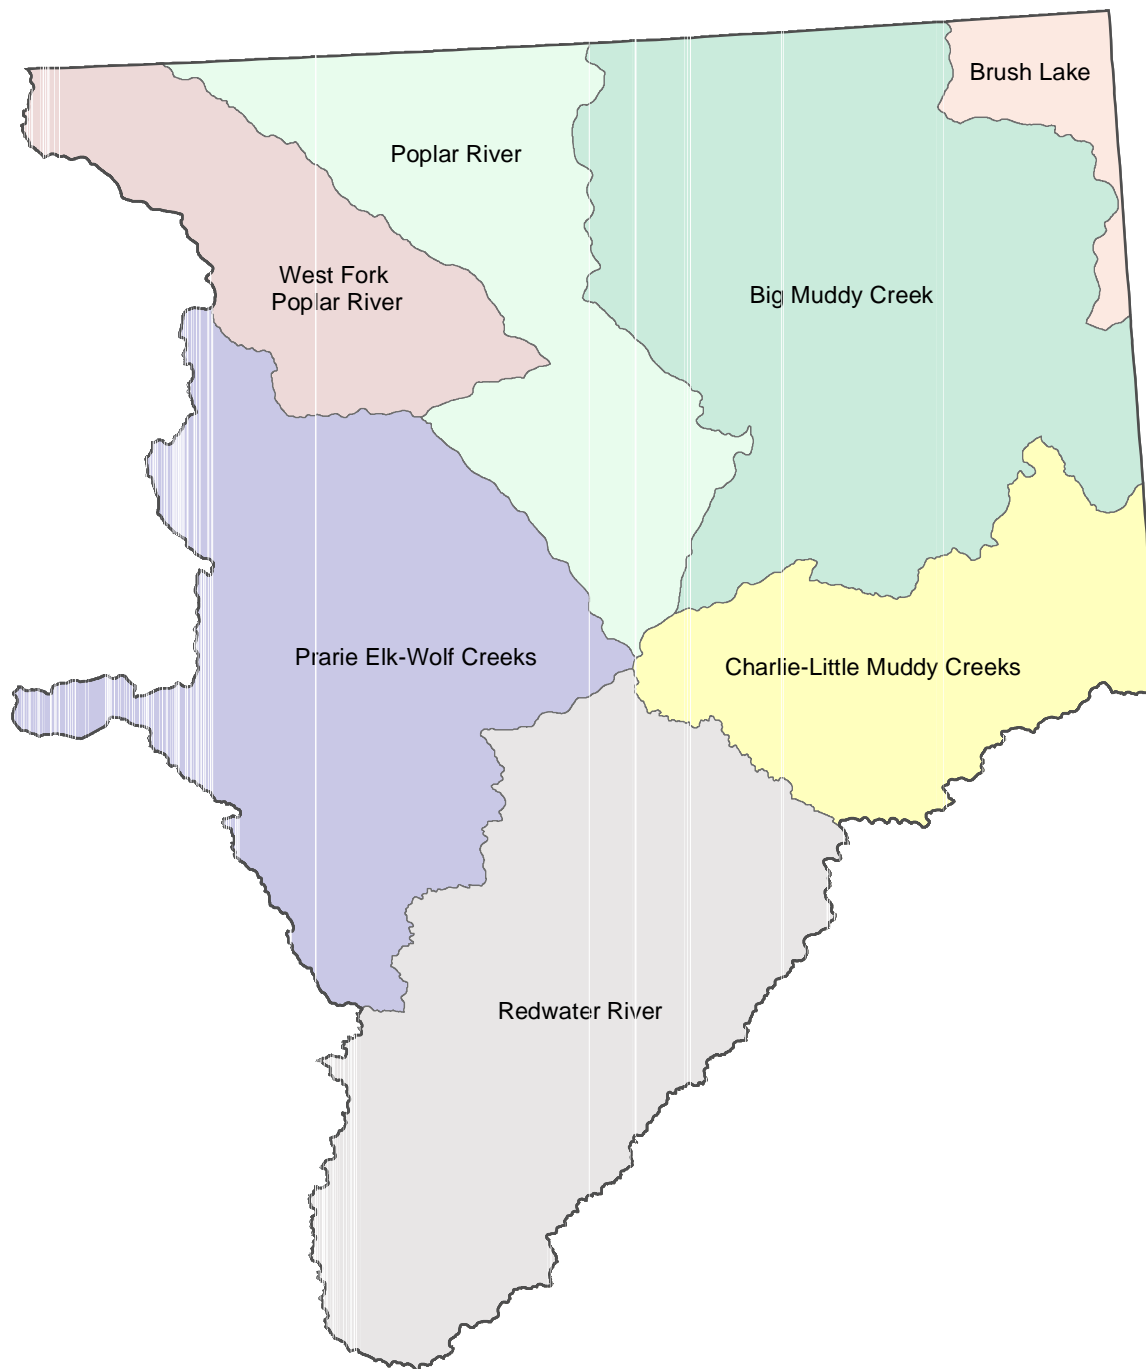 Brush Lake
Poplar River
West Fork
Poplar River
Big Muddy Creek
Prarie Elk-Wolf Creeks
Charlie-Little Muddy Creeks
Redwater River